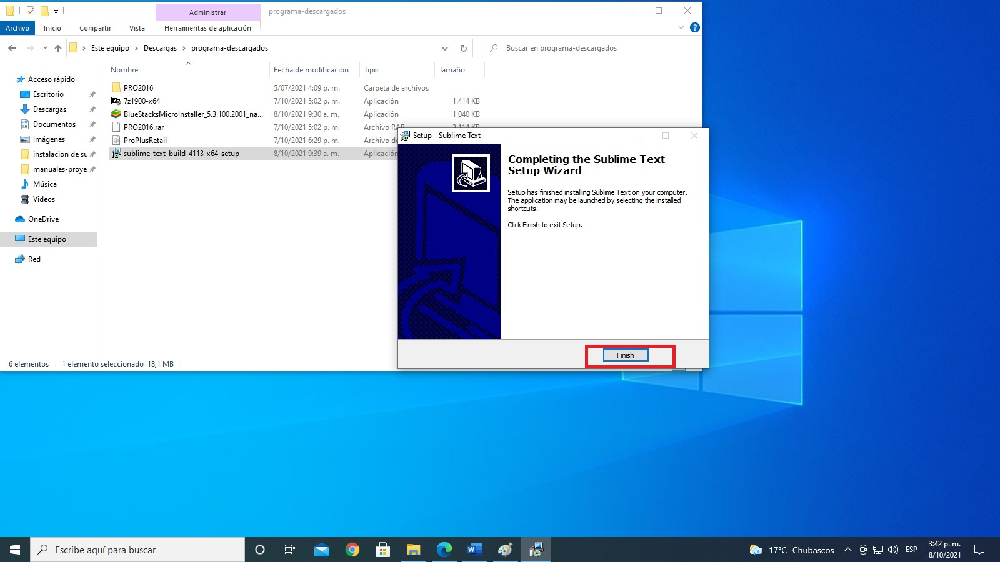 Administrar
programa-descargados
Archivo
Inicio
Compartir
Vista
Herramientas de aplicación
?
Este equipo
Descargas
programa-descargados
Buscar en programa-descargados
Nombre
Fecha de modificación
Tipo
Tamaño
PRO2016
5/07/2021 4:09 p. m.
Carpeta de archivos
7z1900-x64
7/10/2021 5:02 p. m.
Aplicación
1.414 KB
BlueStacksMicroInstaller_5.3.100.2001_na...
8/10/2021 9:30 a. m.
Aplicación
1.040 KB
PRO2016.rar
7/10/2021 5:02 p. m.
Archivo RAR
3.114 KB
ProPlusRetail
7/10/2021 6:29 p. m.
Archivo de
sublime_text_build_4113_x64_setup
8/10/2021 9:39 a. m.
Aplicación
Acceso rápido
Escritorio
Descargas
Documentos
Imágenes
instalacion de su
manuales-proye
Música
Videos
OneDrive
Este equipo
Red
6 elementos
1 elemento seleccionado 18,1 MB
Setup - Sublime Text
Completing the Sublime Text
Setup Wizard
Setup has finished installing Sublime Text on your computer.
The application may be launched by selecting the installed
shortcuts.
Click Finish to exit Setup.
Finish
Escribe aquí para buscar
17°C Chubascos
ESP
3:42 p. m.
8/10/2021